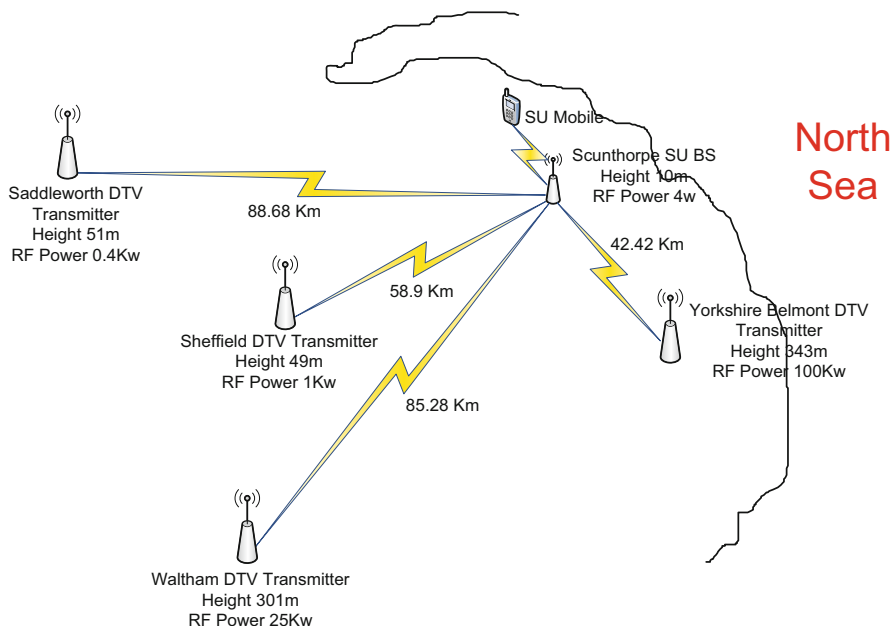 SU Mobile
North
Sea
Scunthorpe SU BS
Height 10m
RF Power 4w
Saddleworth DTV
Transmitter
Height 51m
RF Power 0.4Kw
88.68 Km
42.42 Km
58.9 Km
Yorkshire Belmont DTV
Transmitter
Height 343m
RF Power 100Kw
Sheffield DTV Transmitter
Height 49m
RF Power 1Kw
85.28 Km
Waltham DTV Transmitter
Height 301m
RF Power 25Kw